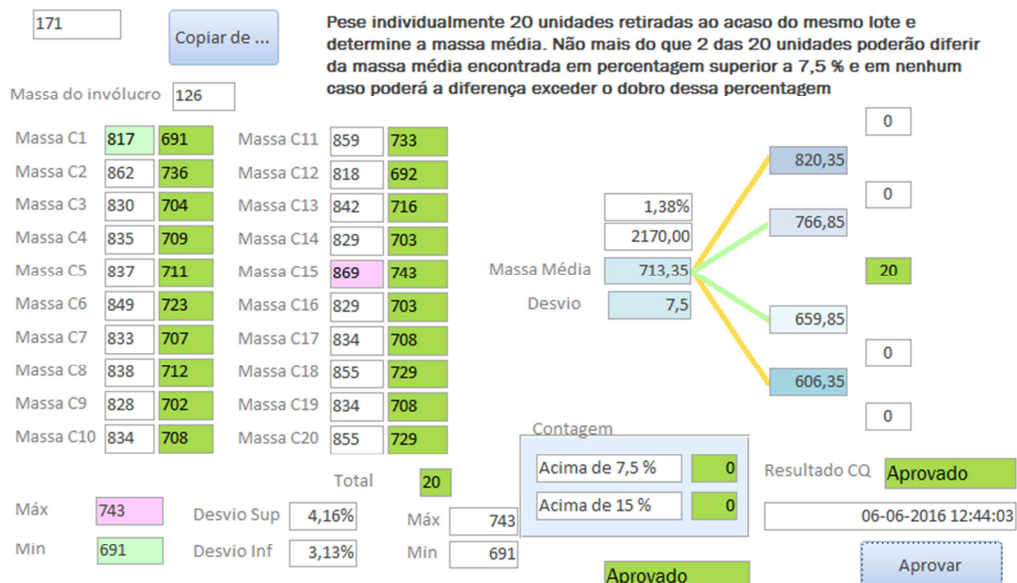 171
Copiar de ...
Pese individualmente 20 unidades retiradas ao acaso do mesmo lote e
determine a massa média. Não mais do que 2 das 20 unidades poderão diferir
da massa média encontrada em percentagem superior a 7,5 % e em nenhum
caso poderá a diferença exceder o dobro dessa percentagem
Massa do invólucro 126
Massa C1 817 691
Massa C2 862 736
Massa C3 830 704
Massa C4 835 709
Massa C5 837 711
Massa C6 849 723
Massa C7 833 707
Massa C8 838 712
Massa C9 828 702
Massa C10 834 708
Massa C11 859 733
Massa C12 818 692
Massa C13 842 716
Massa C14 829 703
Massa C15 869 743
Massa C16 829 703
Massa C17 834 708
Massa C18 855 729
Massa C19 834 708
Massa C20 855 729
Total 20
Máx 743
Min 691
Desvio Sup 4,16%
Desvio Inf 3,13%
Máx 743
Min 691
1,38%
2170,00
Massa Média 713,35
Desvio 7,5
0
820,35
0
766,85
20
659,85
0
606,35
0
Contagem
Acima de 7,5 % 0
Acima de 15 % 0
Aprovado
Resultado CQ Aprovado
06-06-2016 12:44:03
Aprovar